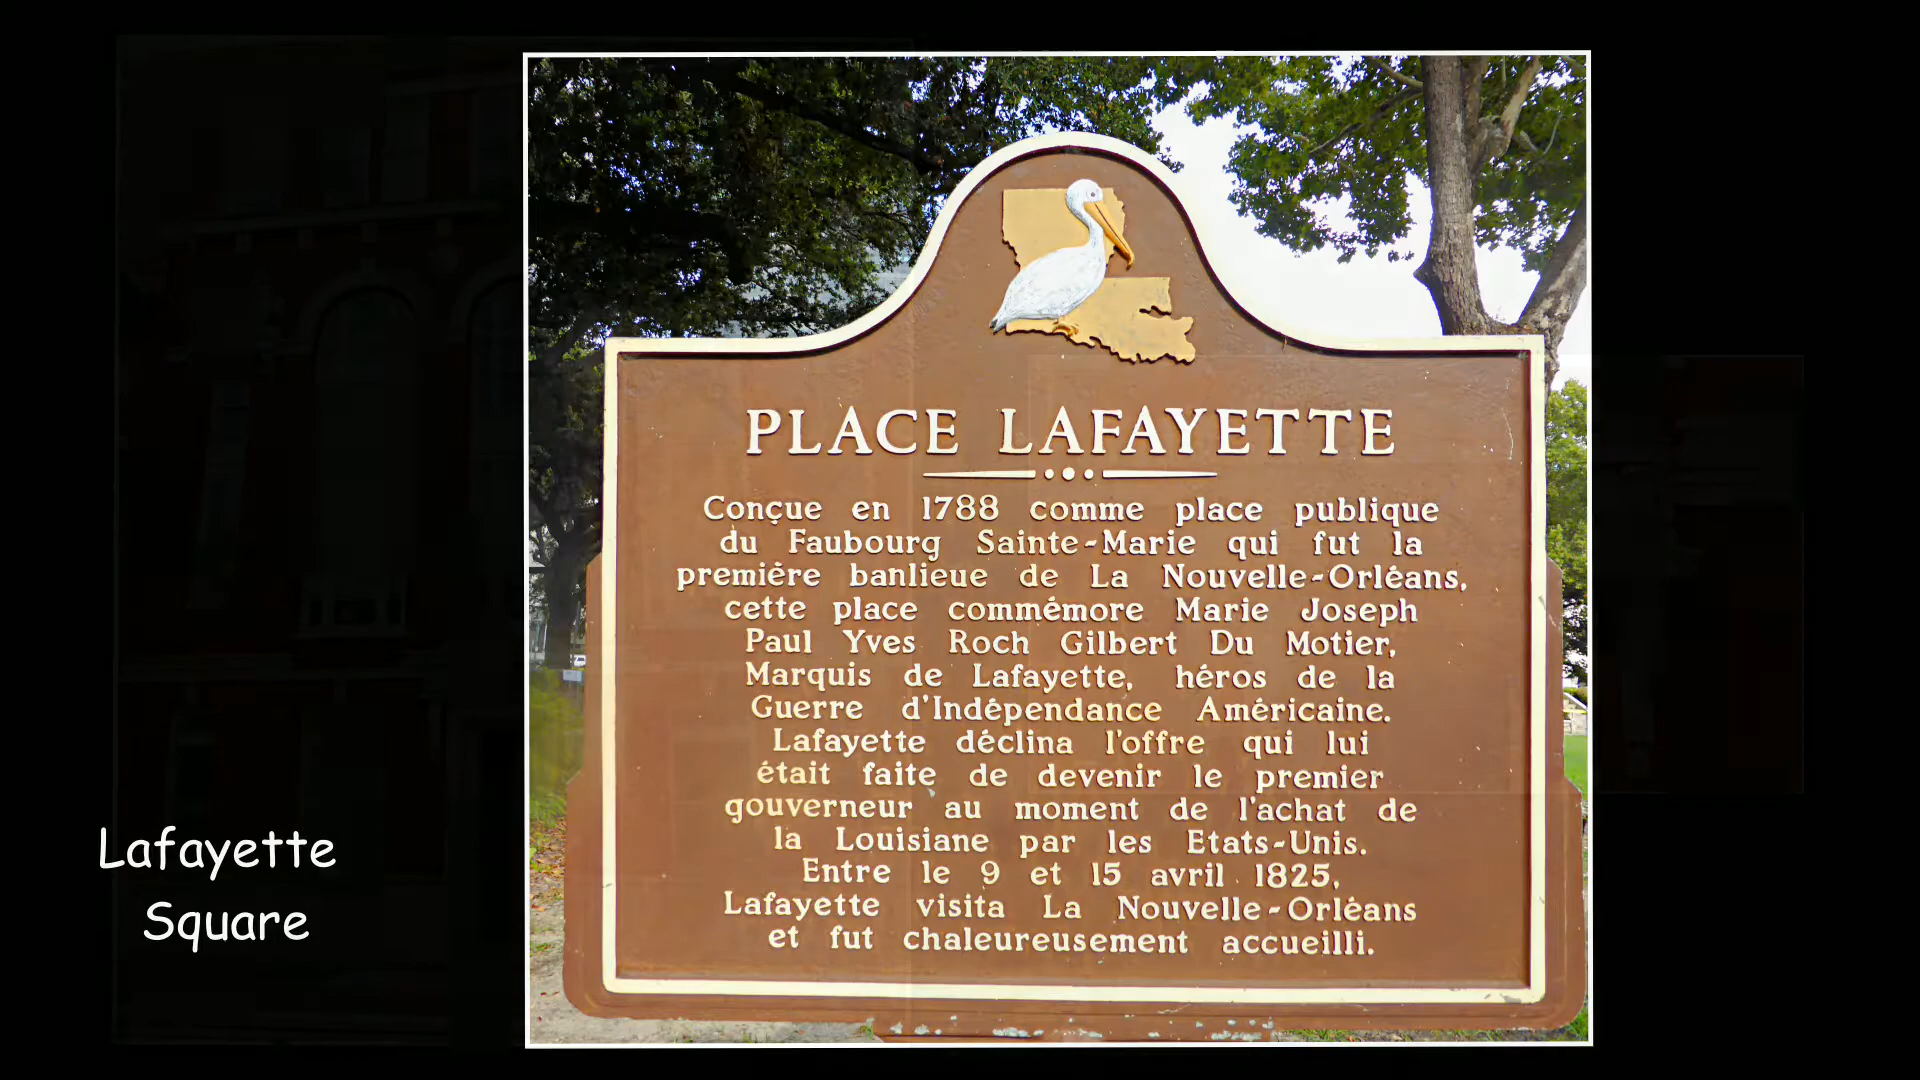 PLACE LAFAYETTE
Conçue en 1788 comme place publique
du Faubourg Sainte-Marie qui fut la
première banlieue de La Nouvelle-Orléans,
cette place commémore Marie Joseph
Paul Yves Roch Gilbert Du Motier,
Marquis de Lafayette, héros de la
Guerre d'Indépendance Américaine.
Lafayette déclina l'offre qui lui
était faite de devenir le premier
gouverneur au moment de l'achat de
la Louisiane par les Etats-Unis.
Entre le 9 et 15 avril 1825,
Lafayette visita La Nouvelle-Orléans
et fut chaleureusement accueilli.
Lafayette
Square